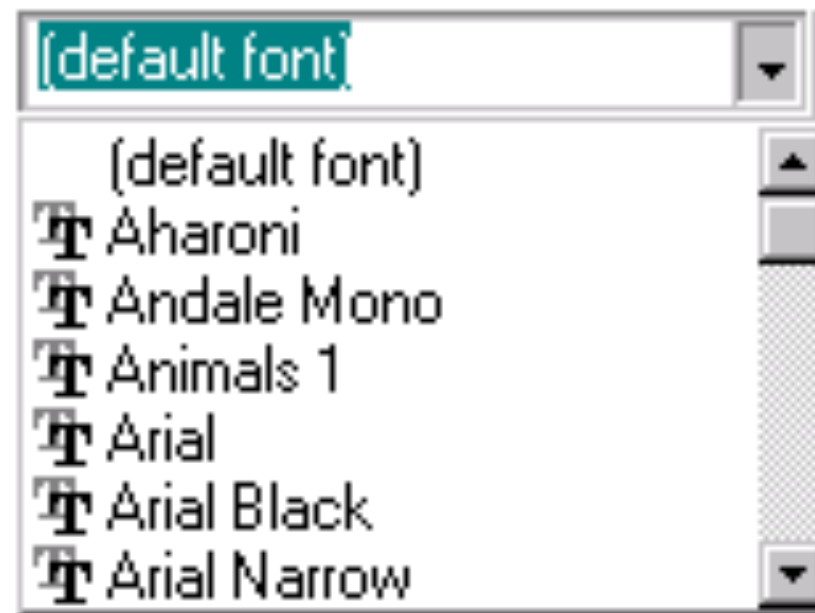 (default font)
(default font)
Aharoni
Andale Mono
Animals 1
Arial
Arial Black
Arial Narrow